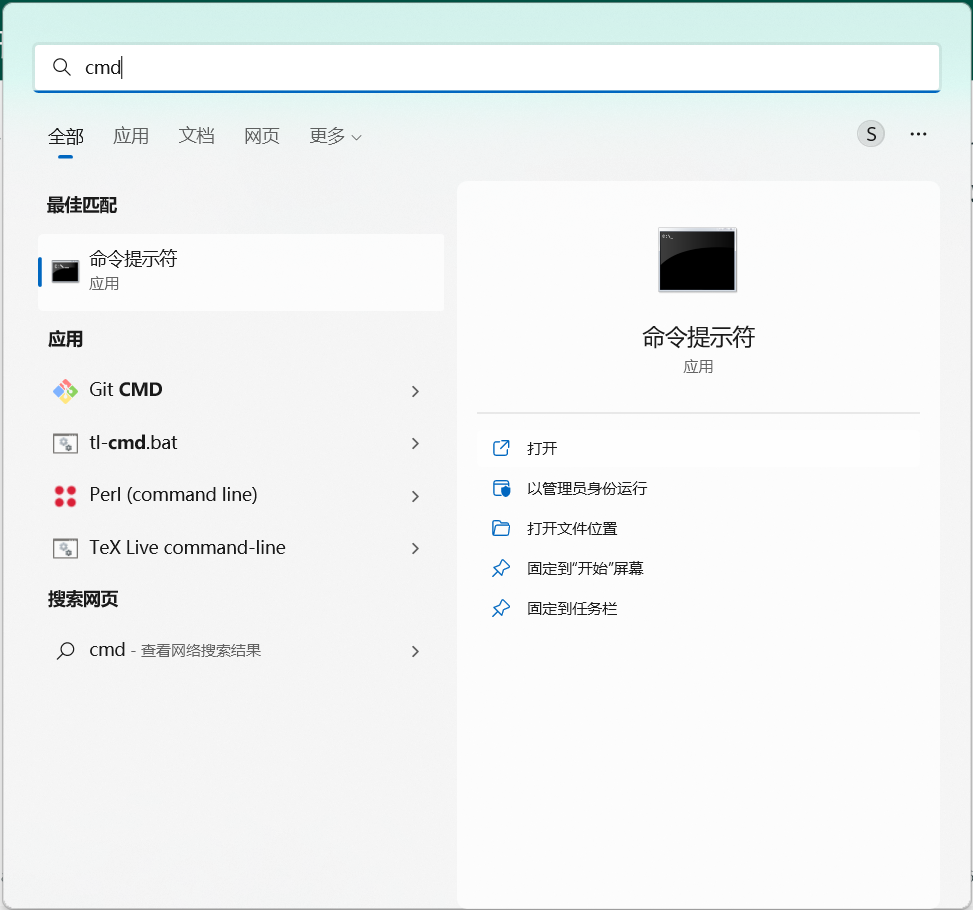 cmd
全部 应用 文档 网页 更多
S
最佳匹配
命令提示符
应用
应用
Git CMD
tl-cmd.bat
Perl (command line)
TeX Live command-line
搜索网页
cmd - 查看网络搜索结果
命令提示符
应用
打开
以管理员身份运行
打开文件位置
固定到"开始"屏幕
固定到任务栏